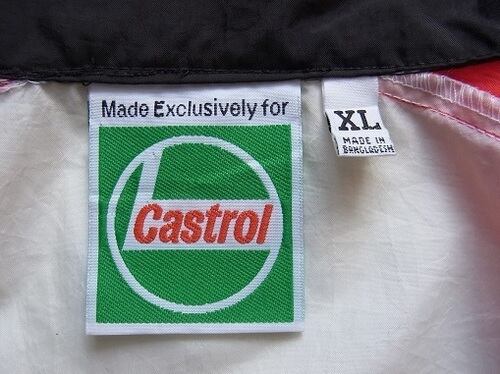 Made Exclusively for
Castrol
XL
MADE IN
BANGLADESH